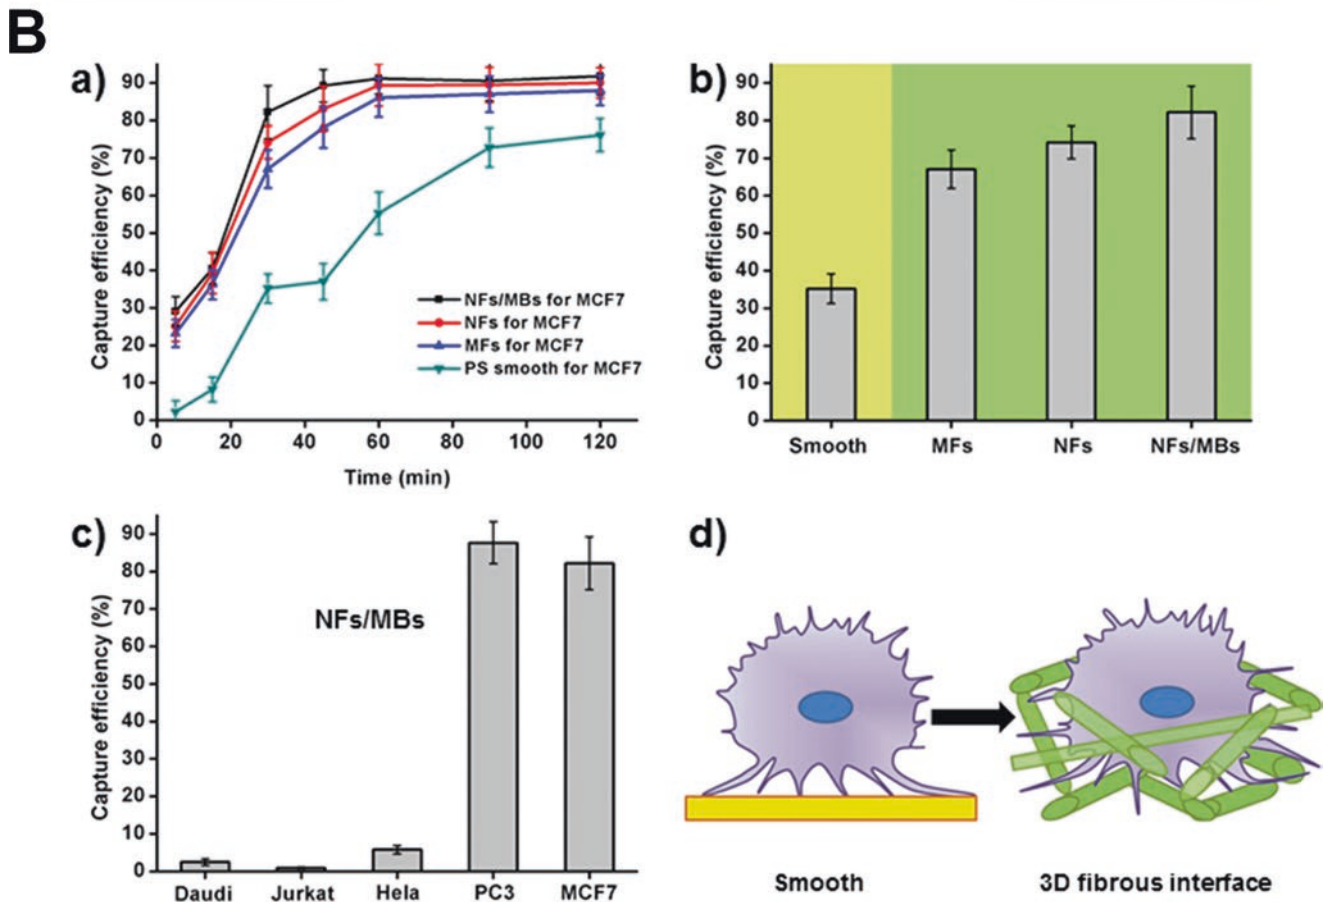 B
a)
Capture efficiency (%)
90
80
70
60
50
40
30
20
10
0
0 20 40 60 80 100 120
Time (min)
NFs/MBs for MCF7
NFs for MCF7
MFs for MCF7
PS smooth for MCF7
b)
Capture efficiency (%)
90
80
70
60
50
40
30
20
10
0
Smooth MFs NFs NFs/MBs
c)
Capture efficiency (%)
90
80
70
60
50
40
30
20
10
0
NFs/MBs
Daudi Jurkat Hela PC3 MCF7
d)
Smooth 3D fibrous interface